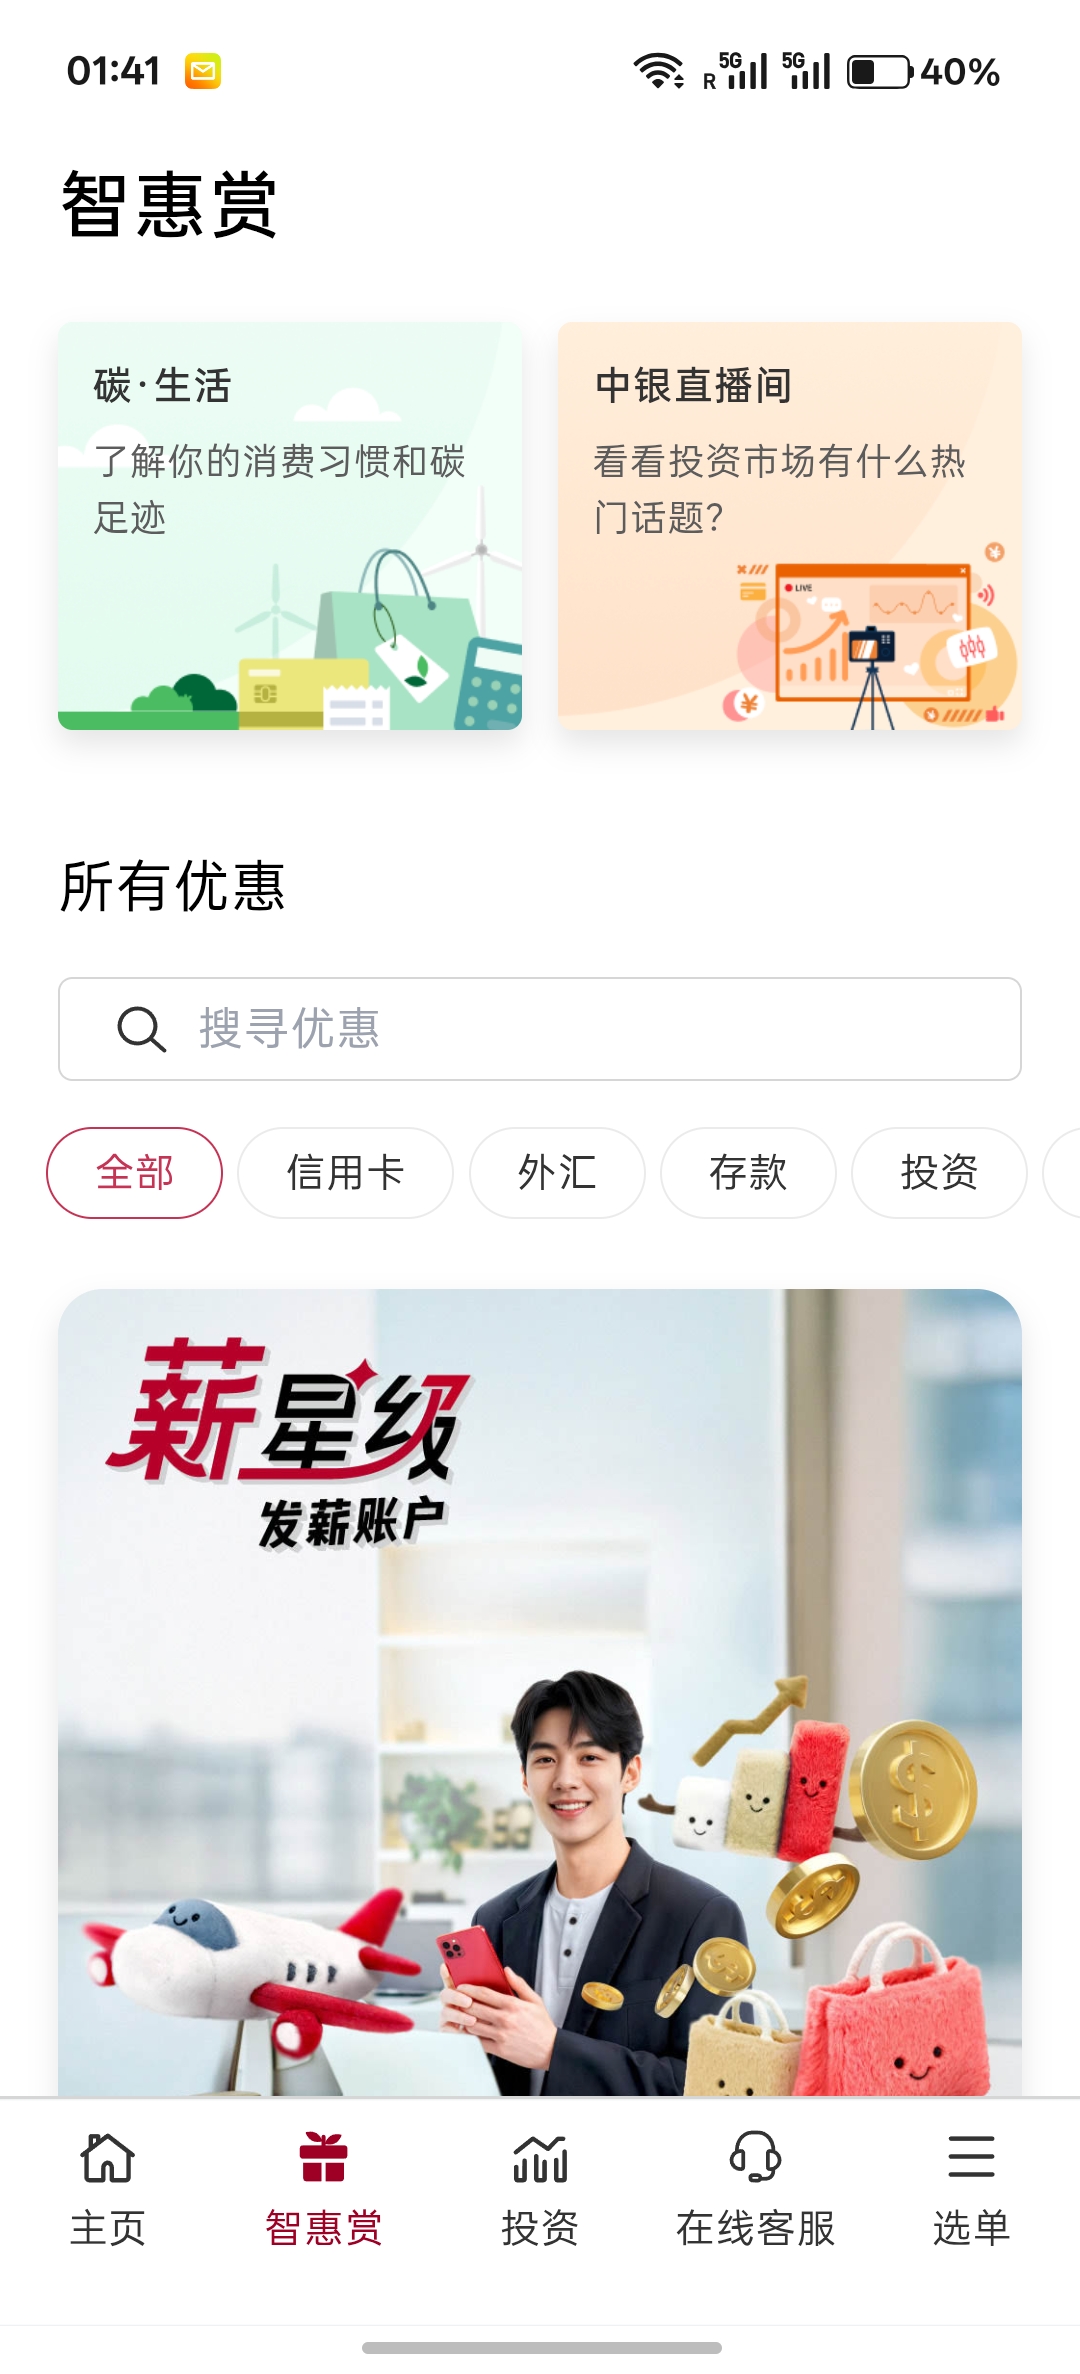 01:41
R 5G 5G 40%
智惠赏
碳·生活
了解你的消费习惯和碳
足迹
中银直播间
看看投资市场有什么热
门话题?
LIVE
所有优惠
搜寻优惠
全部
信用卡
外汇
存款
投资
薪星级
发薪账户
主页
智惠赏
投资
在线客服
选单